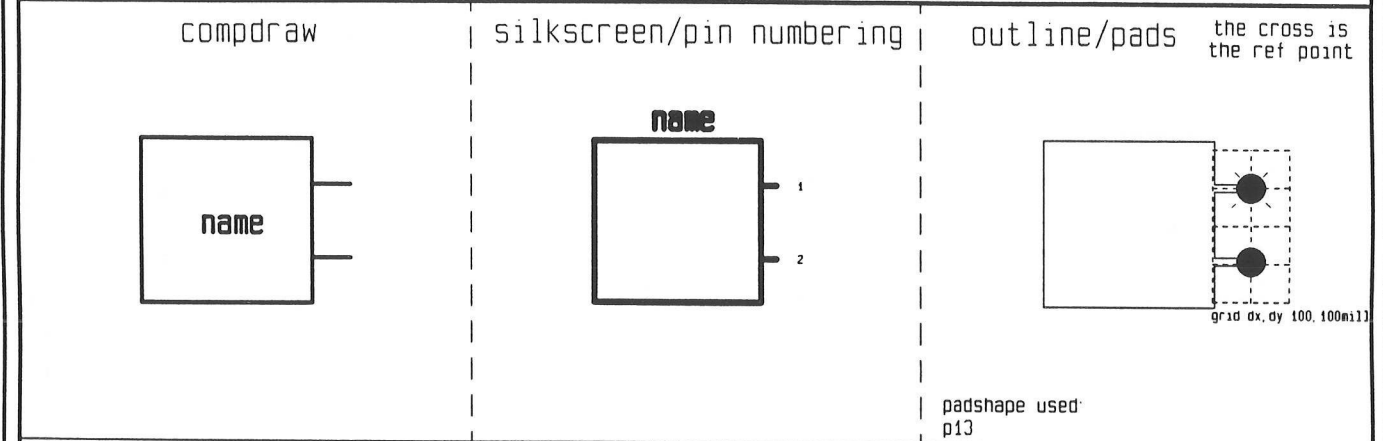 compdraw
silkscreen/pin numbering
outline/pads
the cross is
the ref point
name
name
1
2
grid dx,dy 100,100mill
padshape used
p13